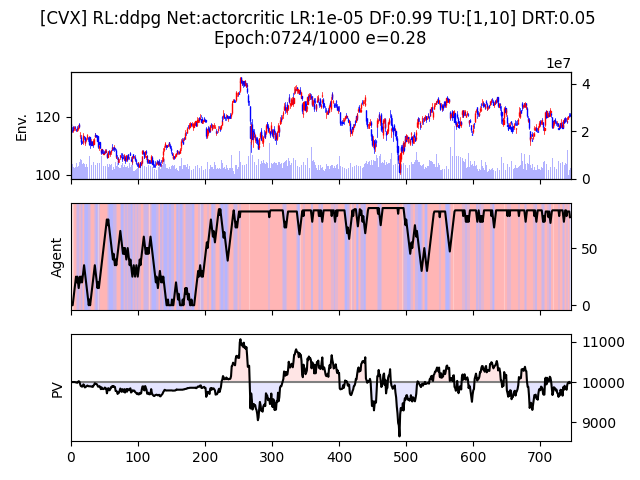 [CVX] RL:ddpg Net:actorcritic LR:1e-05 DF:0.99 TU:[1,10] DRT:0.05
Epoch:0724/1000 e=0.28
1e7
Env.
120
100
4
2
0
Agent
50
0
PV
11000
10000
9000
0 100 200 300 400 500 600 700